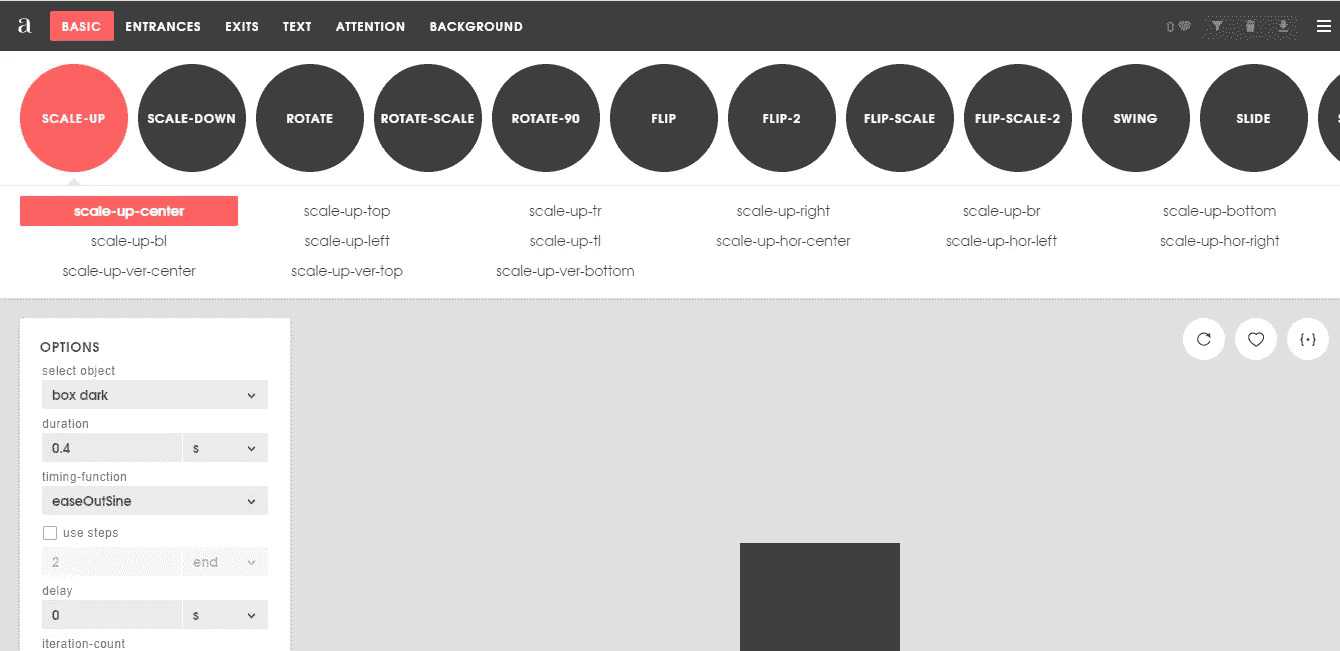 a BASIC ENTRANCES EXITS TEXT ATTENTION BACKGROUND 0
SCALE-UP SCALE-DOWN ROTATE ROTATE-SCALE ROTATE-90 FLIP FLIP-2 FLIP-SCALE FLIP-SCALE-2 SWING SLIDE
scale-up-center scale-up-top scale-up-tr scale-up-right scale-up-br scale-up-bottom
scale-up-bl scale-up-left scale-up-tl scale-up-hor-center scale-up-hor-left scale-up-hor-right
scale-up-ver-center scale-up-ver-top scale-up-ver-bottom
OPTIONS
select object
box dark
duration
0.4 s
timing-function
easeOutSine
use steps
2 end
delay
0 s
iteration-count